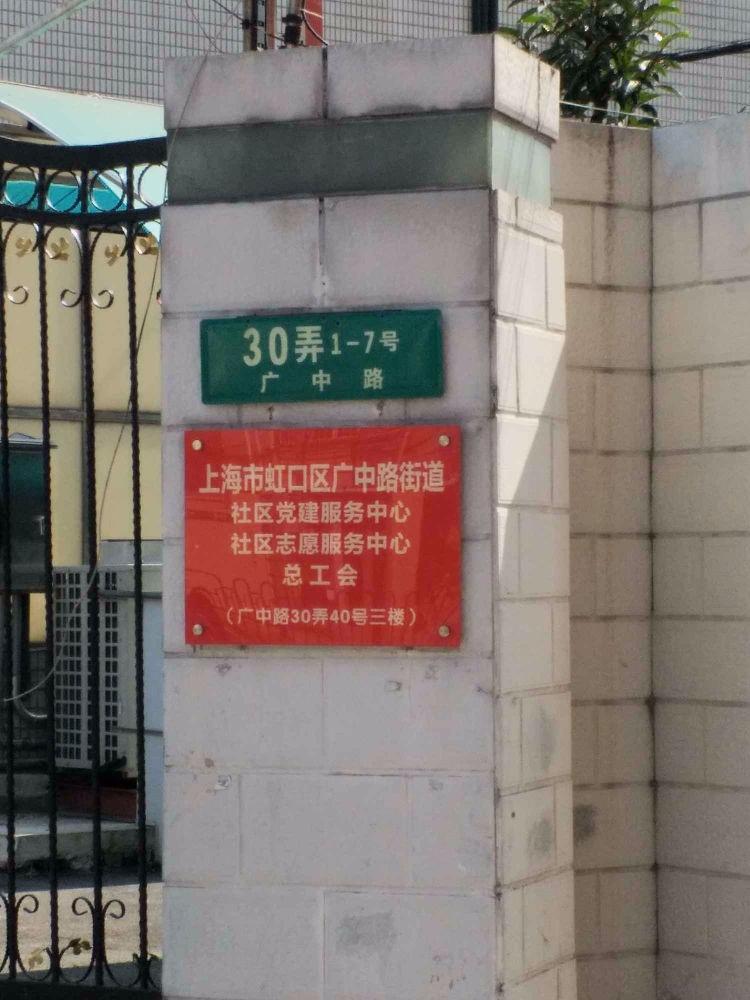 30弄1-7号
广中路
上海市虹口区广中路街道
社区党建服务中心
社区志愿服务中心
总工会
（广中路30弄40号三楼）